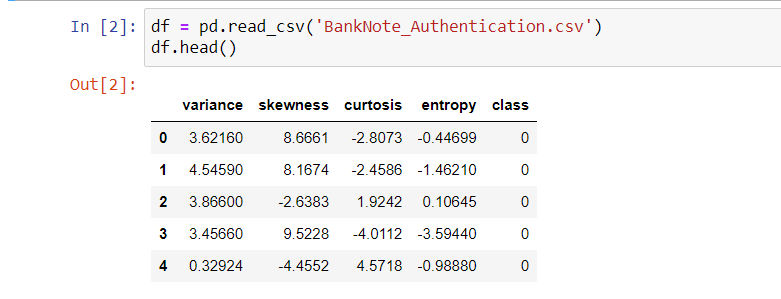 In [2]: df = pd.read_csv('BankNote_Authentication.csv')
df.head()
Out[2]:
variance skewness curtosis entropy class
0 3.62160 8.6661 -2.8073 -0.44699 0
1 4.54590 8.1674 -2.4586 -1.46210 0
2 3.86600 -2.6383 1.9242 0.10645 0
3 3.45660 9.5228 -4.0112 -3.59440 0
4 0.32924 -4.4552 4.5718 -0.98880 0